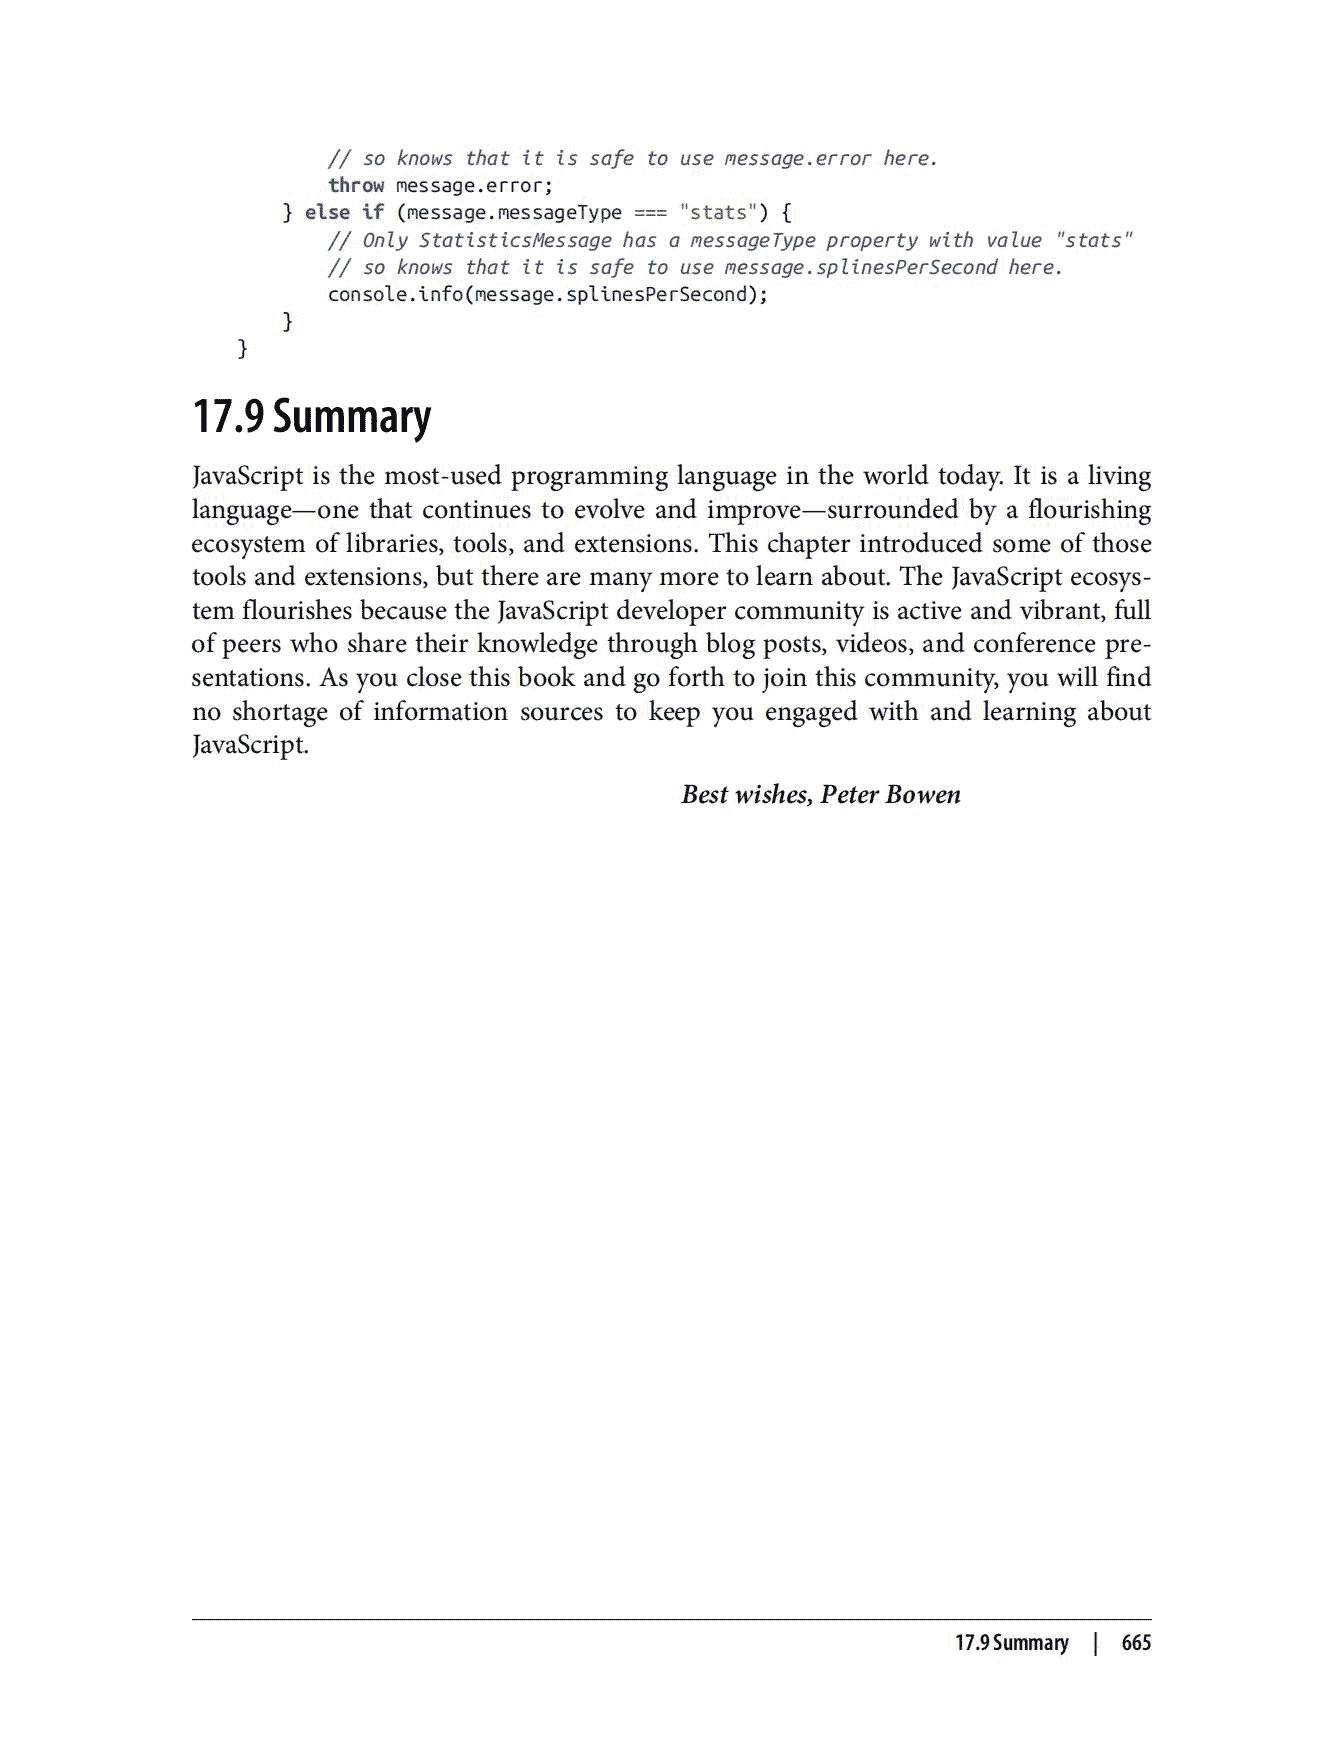 // so knows that it is safe to use message.error here.
throw message.error;
} else if (message.messageType === "stats") {
// Only StatisticsMessage has a messageType property with value "stats"
// so knows that it is safe to use message.splinesPerSecond here.
console.info(message.splinesPerSecond);
}
}
17.9 Summary
JavaScript is the most-used programming language in the world today. It is a living
language—one that continues to evolve and improve—surrounded by a flourishing
ecosystem of libraries, tools, and extensions. This chapter introduced some of those
tools and extensions, but there are many more to learn about. The JavaScript ecosys-
tem flourishes because the JavaScript developer community is active and vibrant, full
of peers who share their knowledge through blog posts, videos, and conference pre-
sentations. As you close this book and go forth to join this community, you will find
no shortage of information sources to keep you engaged with and learning about
JavaScript.
Best wishes, Peter Bowen
17.9 Summary | 665